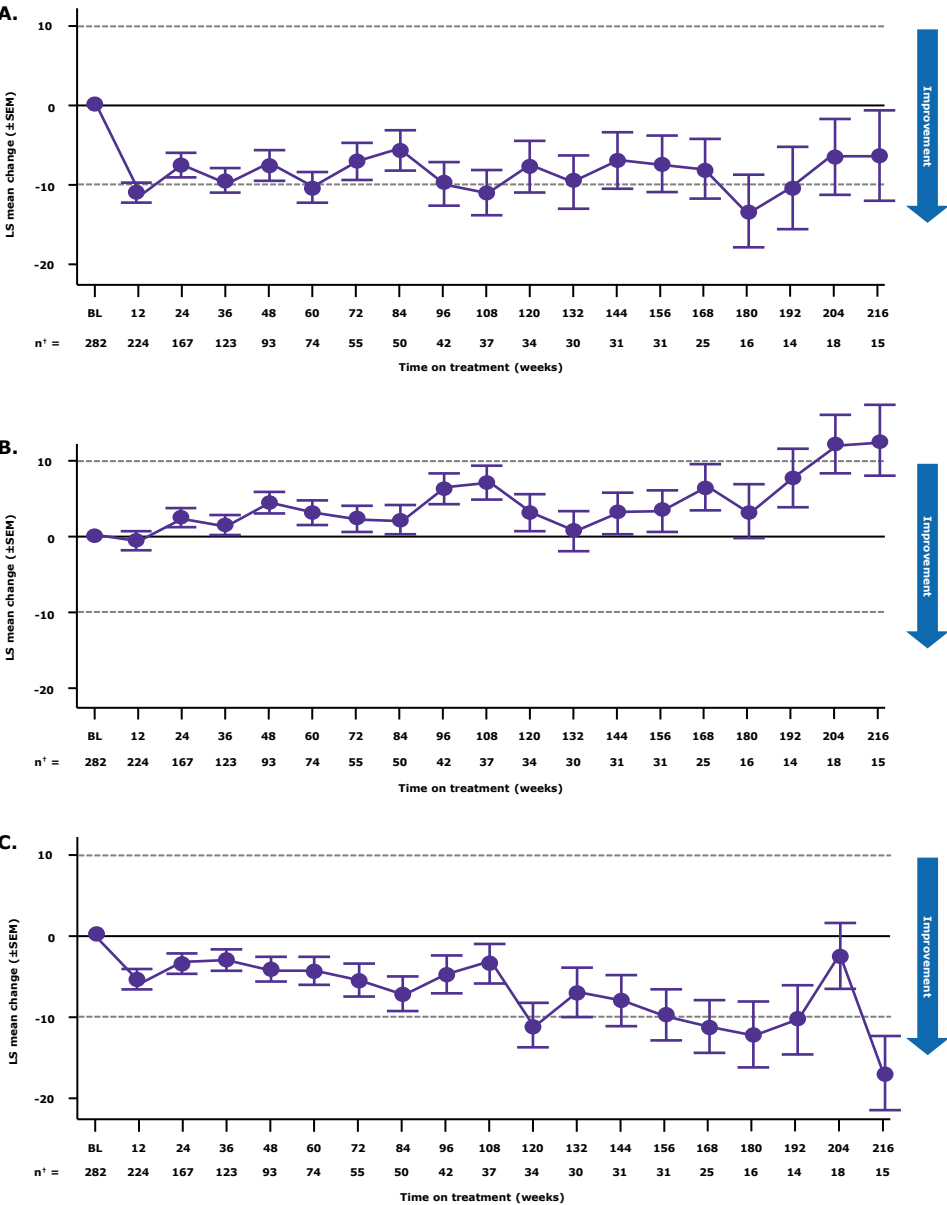 A.
10
0
-10
-20
LS mean change (±SEM)
Improvement
BL 12 24 36 48 60 72 84 96 108 120 132 144 156 168 180 192 204 216
n† = 282 224 167 123 93 74 55 50 42 37 34 30 31 31 25 16 14 18 15
Time on treatment (weeks)
B.
10
0
-10
-20
LS mean change (±SEM)
Improvement
BL 12 24 36 48 60 72 84 96 108 120 132 144 156 168 180 192 204 216
n† = 282 224 167 123 93 74 55 50 42 37 34 30 31 31 25 16 14 18 15
Time on treatment (weeks)
C.
10
0
-10
-20
LS mean change (±SEM)
Improvement
BL 12 24 36 48 60 72 84 96 108 120 132 144 156 168 180 192 204 216
n† = 282 224 167 123 93 74 55 50 42 37 34 30 31 31 25 16 14 18 15
Time on treatment (weeks)